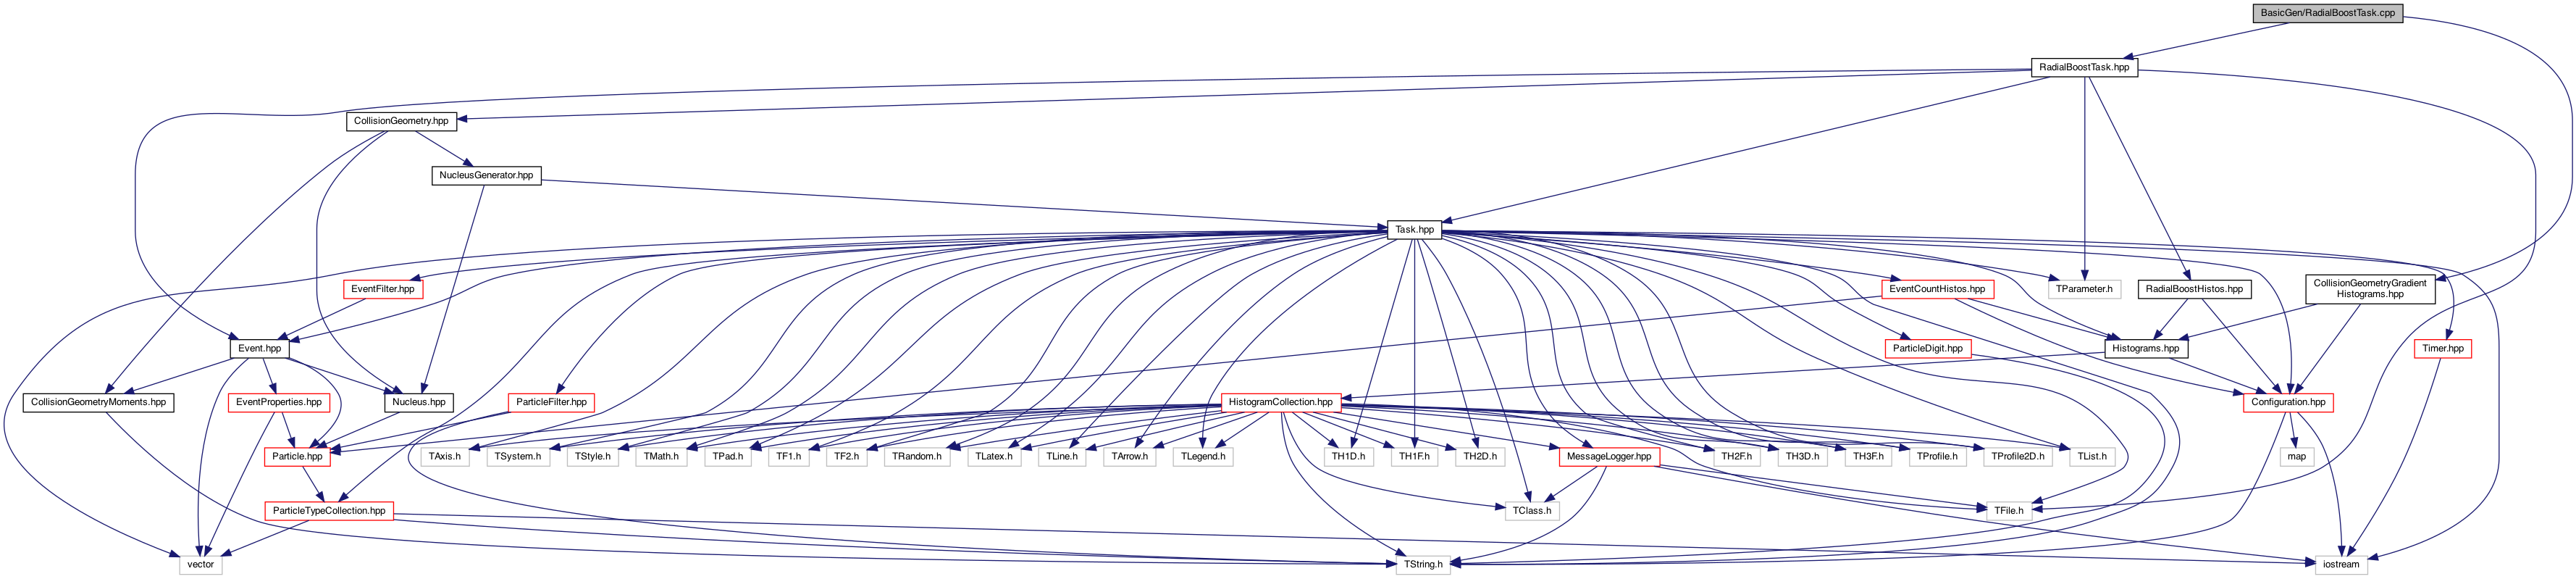 BasicGen/RadialBoostTask.cpp
RadialBoostTask.hpp
CollisionGeometry.hpp
NucleusGenerator.hpp
Task.hpp
EventFilter.hpp
EventCountHistos.hpp
TParameter.h
RadialBoostHistos.hpp
CollisionGeometryGradient
Histograms.hpp
Event.hpp
ParticleDigit.hpp
Histograms.hpp
Timer.hpp
CollisionGeometryMoments.hpp
EventProperties.hpp
Nucleus.hpp
ParticleFilter.hpp
HistogramCollection.hpp
Configuration.hpp
Particle.hpp
TAxis.h
TSystem.h
TStyle.h
TMath.h
TPad.h
TF1.h
TF2.h
TRandom.h
TLatex.h
TLine.h
TArrow.h
TLegend.h
TH1D.h
TH1F.h
TH2D.h
MessageLogger.hpp
TH2F.h
TH3D.h
TH3F.h
TProfile.h
TProfile2D.h
TList.h
map
ParticleTypeCollection.hpp
TClass.h
TFile.h
vector
TString.h
iostream